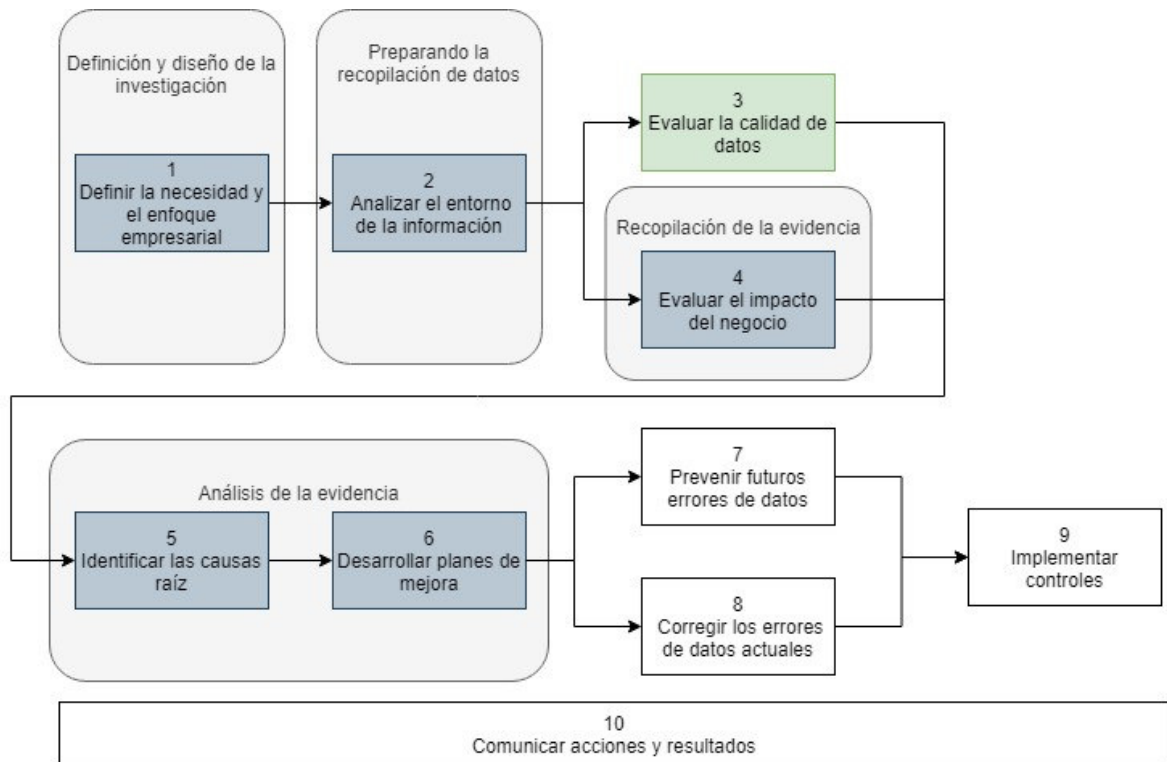 Definición y diseño de la
investigación
1
Definir la necesidad y
el enfoque
empresarial
Preparando la
recopilación de datos
2
Analizar el entorno
de la información
3
Evaluar la calidad de
datos
Recopilación de la evidencia
4
Evaluar el impacto
del negocio
Análisis de la evidencia
5
Identificar las causas
raíz
6
Desarrollar planes de
mejora
7
Prevenir futuros
errores de datos
8
Corregir los errores
de datos actuales
9
Implementar
controles
10
Comunicar acciones y resultados